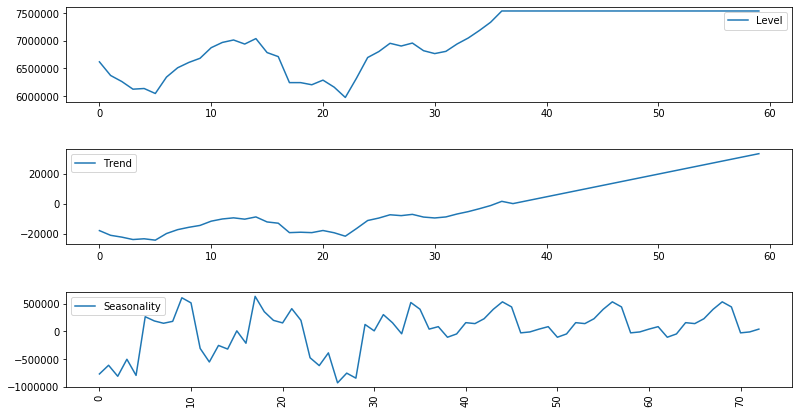 7500000
Level
7000000
6500000
6000000
0 10 20 30 40 50 60
Trend
20000
0
−20000
0 10 20 30 40 50 60
Seasonality
500000
0
−500000
−1000000
0 10 20 30 40 50 60 70